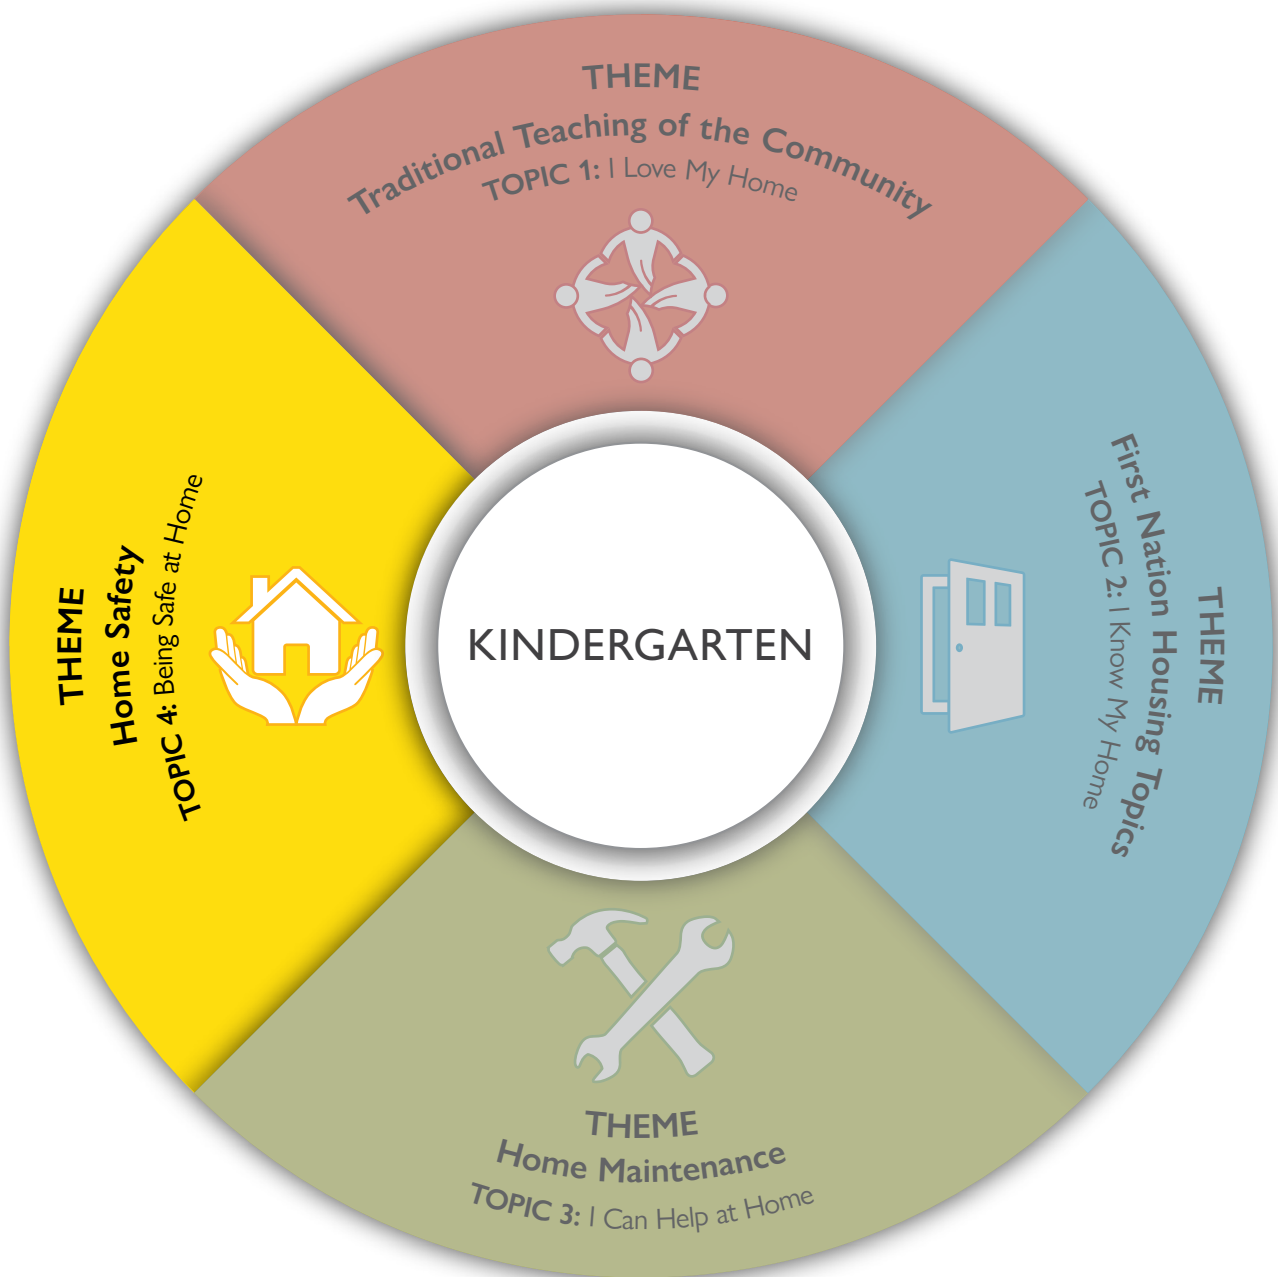 THEME
Traditional Teaching of the Community
TOPIC 1: I Love My Home
THEME
First Nation Housing Topics
TOPIC 2: I Know My Home
KINDERGARTEN
THEME
Home Maintenance
TOPIC 3: I Can Help at Home
THEME
Home Safety
TOPIC 4: Being Safe at Home